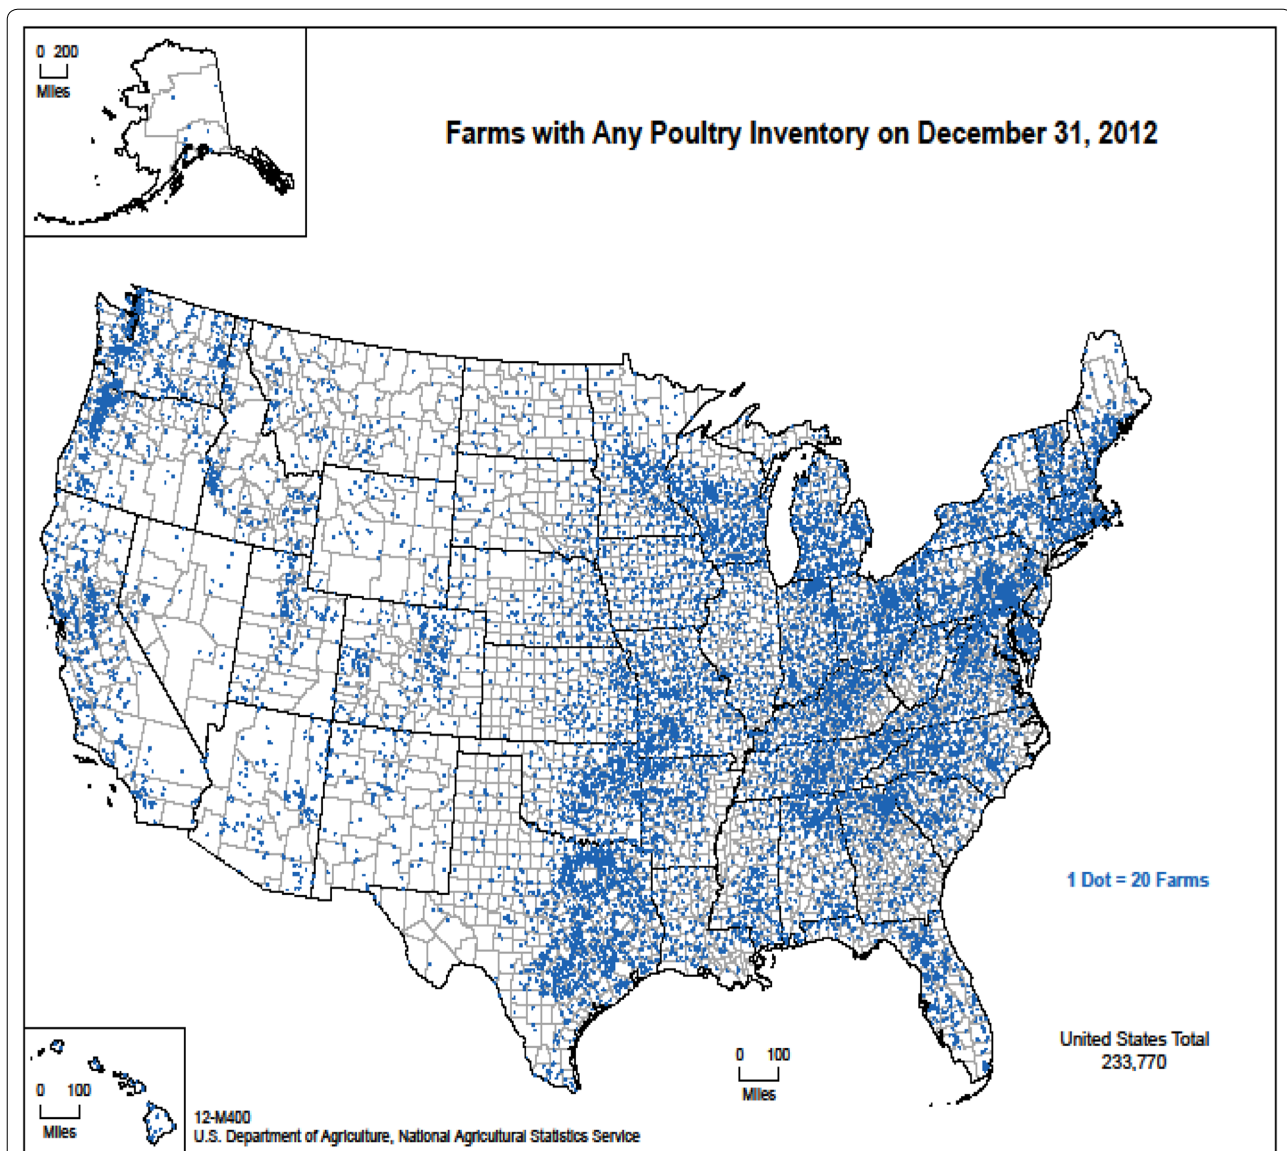 0 200
Miles
Farms with Any Poultry Inventory on December 31, 2012
1 Dot = 20 Farms
United States Total
233,770
0 100
Miles
0 100
Miles
12-M400
U.S. Department of Agriculture, National Agricultural Statistics Service